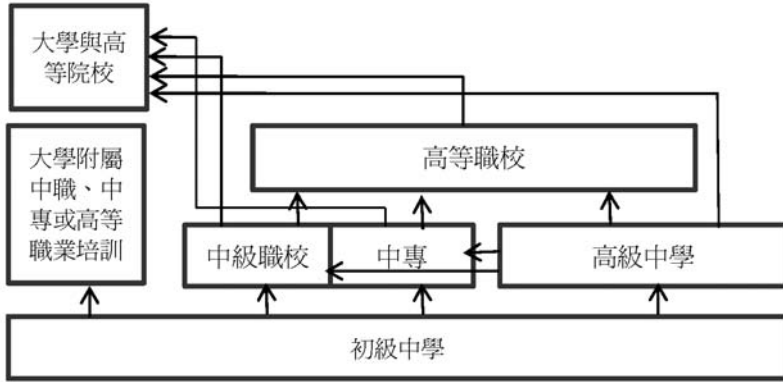 大學與高
等院校
大學附屬
中職、中
專或高等
職業培訓
高等職校
中級職校
中專
高級中學
初級中學